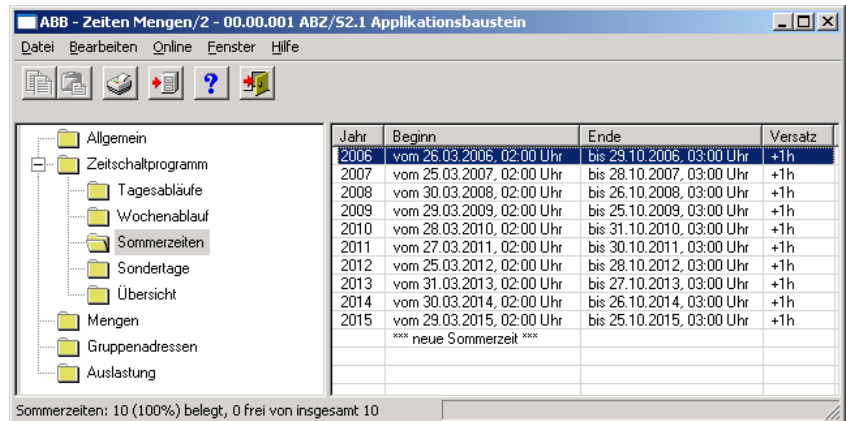 ABB - Zeiten Mengen/2 - 00.00.001 ABZ/S2.1 Applikationsbaustein
Datei Bearbeiten Online Fenster Hilfe
Allgemein
Zeitschaltprogramm
Tagesabläufe
Wochenablauf
Sommerzeiten
Sondertage
Übersicht
Mengen
Gruppenadressen
Auslastung
Jahr Beginn Ende Versatz
2006 vom 26.03.2006, 02:00 Uhr bis 29.10.2006, 03:00 Uhr +1h
2007 vom 25.03.2007, 02:00 Uhr bis 28.10.2007, 03:00 Uhr +1h
2008 vom 30.03.2008, 02:00 Uhr bis 26.10.2008, 03:00 Uhr +1h
2009 vom 29.03.2009, 02:00 Uhr bis 25.10.2009, 03:00 Uhr +1h
2010 vom 28.03.2010, 02:00 Uhr bis 31.10.2010, 03:00 Uhr +1h
2011 vom 27.03.2011, 02:00 Uhr bis 30.10.2011, 03:00 Uhr +1h
2012 vom 25.03.2012, 02:00 Uhr bis 28.10.2012, 03:00 Uhr +1h
2013 vom 31.03.2013, 02:00 Uhr bis 27.10.2013, 03:00 Uhr +1h
2014 vom 30.03.2014, 02:00 Uhr bis 26.10.2014, 03:00 Uhr +1h
2015 vom 29.03.2015, 02:00 Uhr bis 25.10.2015, 03:00 Uhr +1h
*** neue Sommerzeit ***
Sommerzeiten: 10 (100%) belegt, 0 frei von insgesamt 10